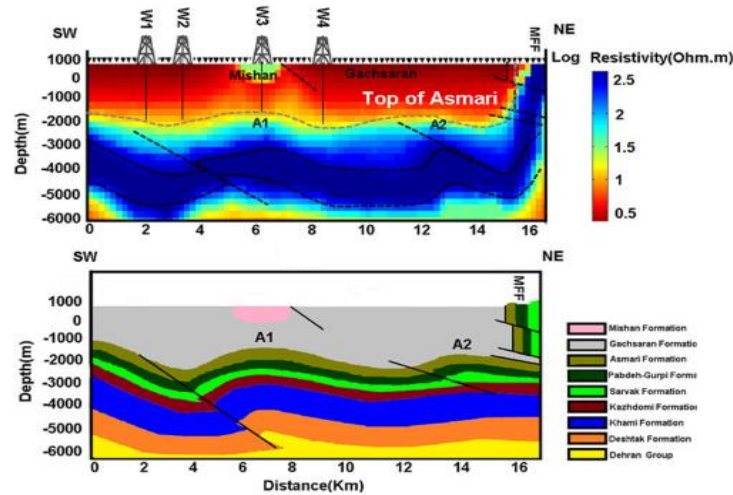 W1
W2
W3
W4
SW
NE
MFF
1000
0
-1000
-2000
-3000
-4000
-5000
-6000
Depth(m)
Mishan
Gachsaran
Top of Asmari
A1
A2
0 2 4 6 8 10 12 14 16
Log Resistivity(Ohm.m)
2.5
2
1.5
1
0.5
SW
NE
MFF
1000
0
-1000
-2000
-3000
-4000
-5000
-6000
Depth(m)
A1
A2
0 2 4 6 8 10 12 14 16
Distance(Km)
Mishan Formation
Gachsaran Formatio
Asmari Formation
Pabdeh-Gurpi Forma
Sarvak Formation
Kazhdomi Formation
Khami Formation
Deshtak Formation
Dehran Group